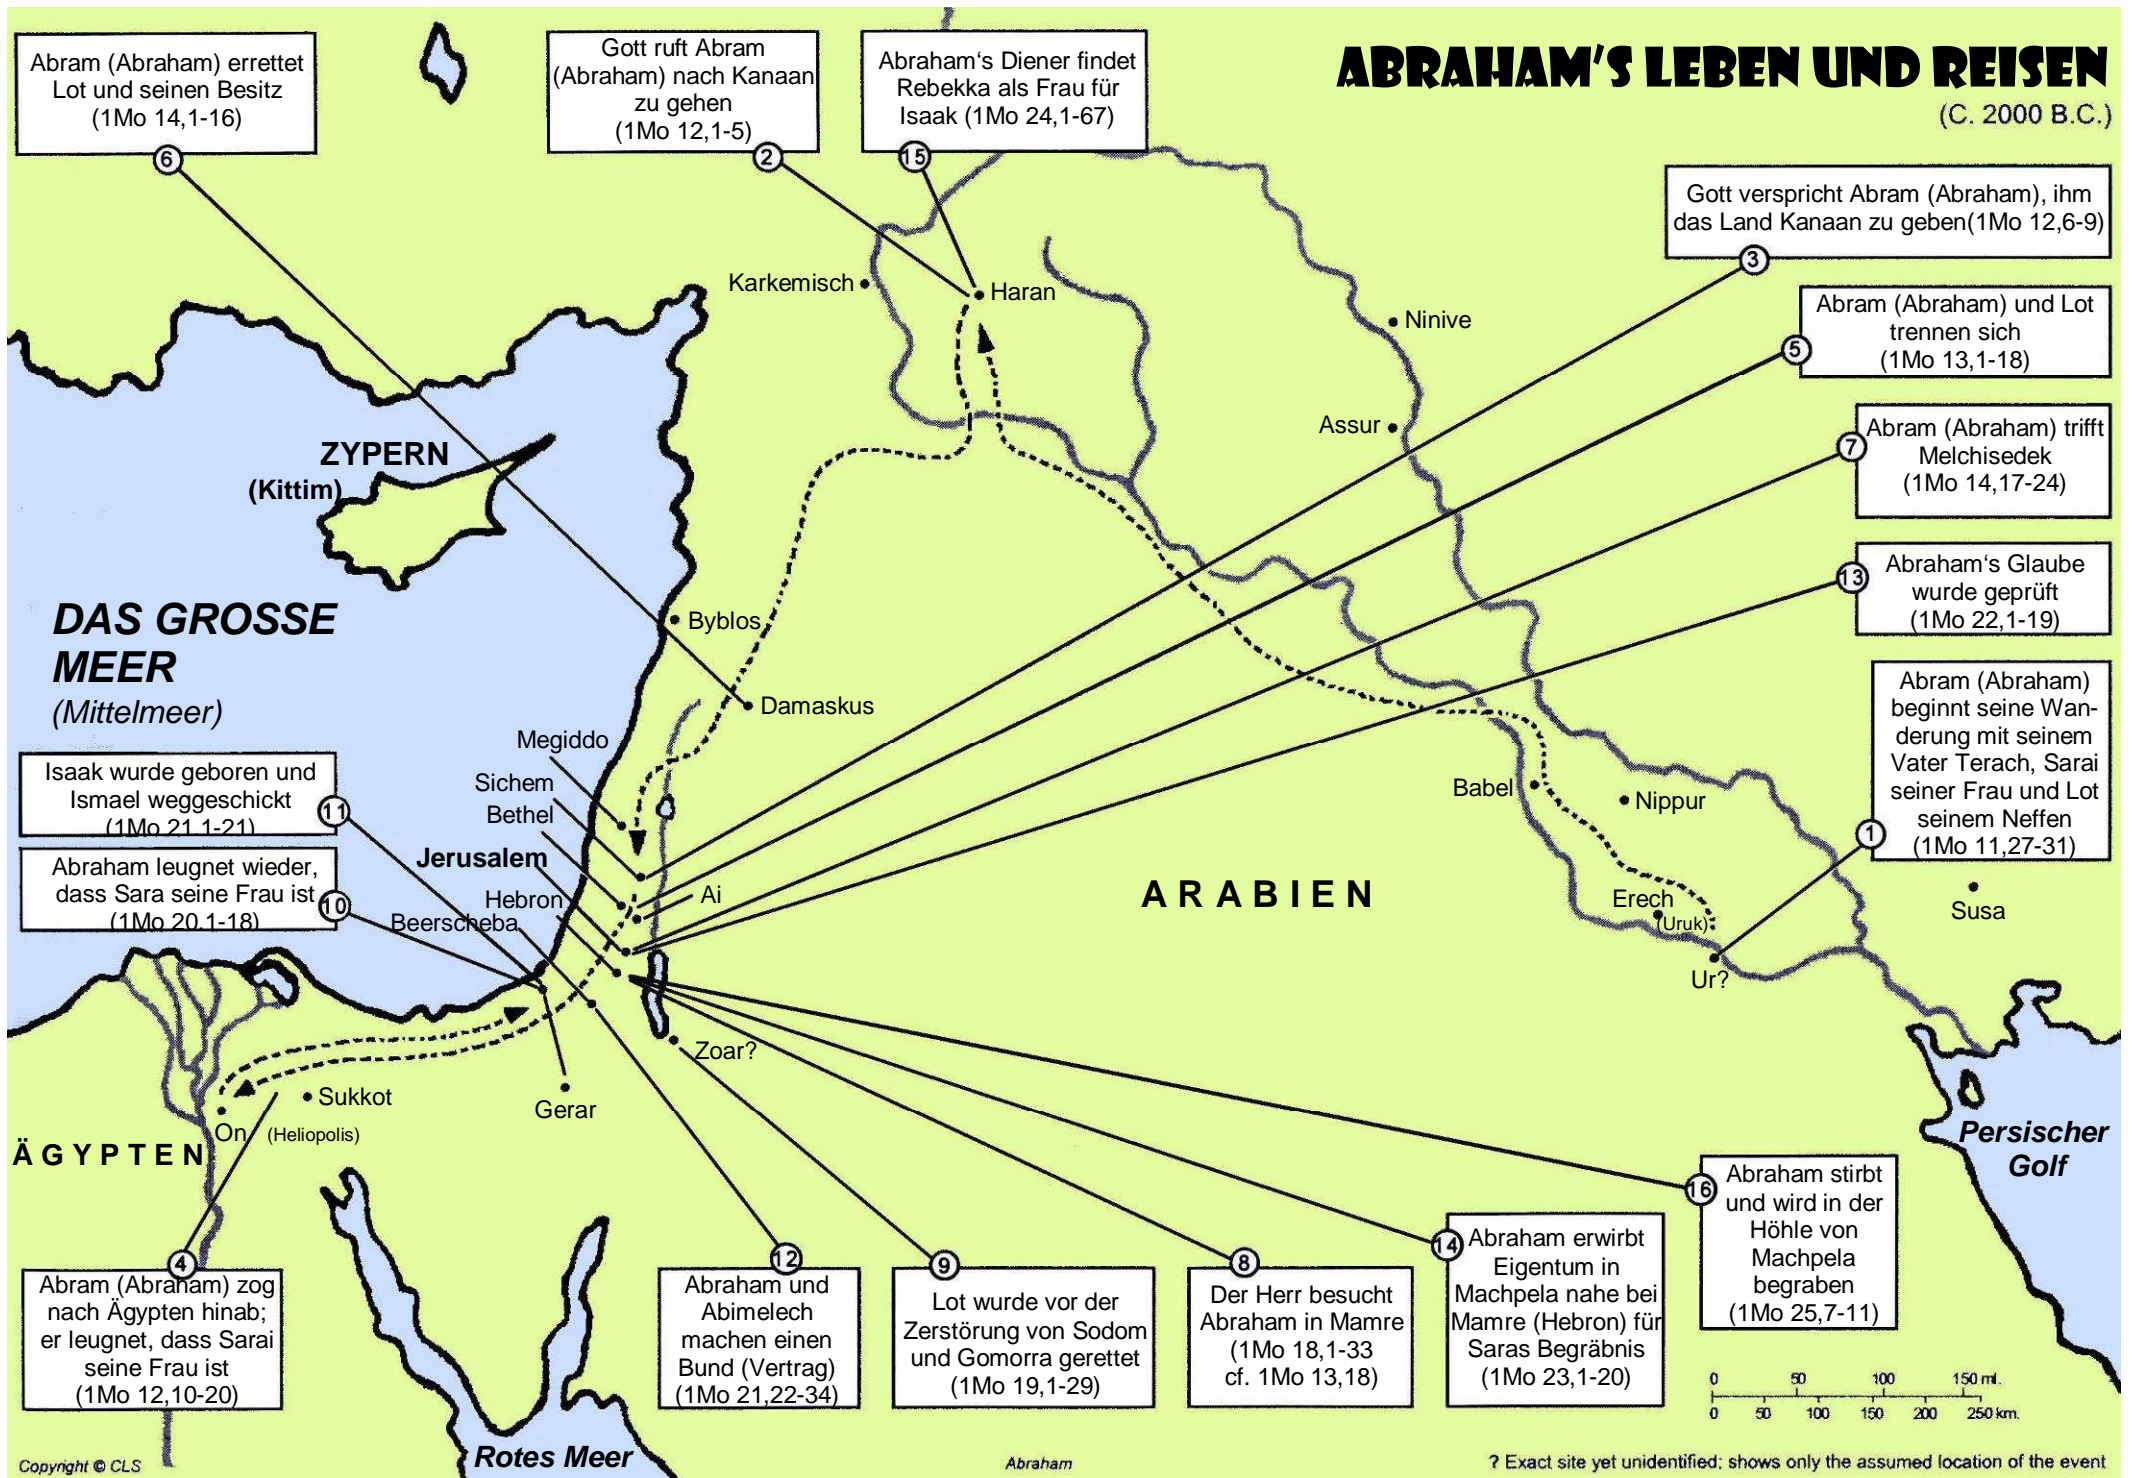 ABRAHAM'S LEBEN UND REISEN
(C. 2000 B.C.)
Abram (Abraham) errettet
Lot und seinen Besitz
(1Mo 14,1-16)
6
Gott ruft Abram
(Abraham) nach Kanaan
zu gehen
(1Mo 12,1-5)
2
Abraham's Diener findet
Rebekka als Frau für
Isaak (1Mo 24,1-67)
15
Gott verspricht Abram (Abraham), ihm
das Land Kanaan zu geben(1Mo 12,6-9)
3
Abram (Abraham) und Lot
trennen sich
(1Mo 13,1-18)
5
Abram (Abraham) trifft
Melchisedek
(1Mo 14,17-24)
7
Abraham's Glaube
wurde geprüft
(1Mo 22,1-19)
13
Abram (Abraham)
beginnt seine Wan-
derung mit seinem
Vater Terach, Sarai
seiner Frau und Lot
seinem Neffen
(1Mo 11,27-31)
1
Karkemisch
Haran
Ninive
Assur
ZYPERN
(Kittim)
DAS GROSSE
MEER
(Mittelmeer)
Byblos
Damaskus
Megiddo
Sichem
Bethel
Jerusalem
Hebron
Beerscheba
Ai
ARABIEN
Babel
Nippur
Erech
(Uruk)
Ur?
Susa
Isaak wurde geboren und
Ismael weggeschickt
(1Mo 21,1-21)
11
Abraham leugnet wieder,
dass Sara seine Frau ist
(1Mo 20,1-18)
10
Zoar?
Gerar
Sukkot
On
(Heliopolis)
ÄGYPTEN
Persischer
Golf
4
Abram (Abraham) zog
nach Ägypten hinab;
er leugnet, dass Sarai
seine Frau ist
(1Mo 12,10-20)
12
Abraham und
Abimelech
machen einen
Bund (Vertrag)
(1Mo 21,22-34)
9
Lot wurde vor der
Zerstörung von Sodom
und Gomorra gerettet
(1Mo 19,1-29)
8
Der Herr besucht
Abraham in Mamre
(1Mo 18,1-33
cf. 1Mo 13,18)
14
Abraham erwirbt
Eigentum in
Machpela nahe bei
Mamre (Hebron) für
Saras Begräbnis
(1Mo 23,1-20)
16
Abraham stirbt
und wird in der
Höhle von
Machpela
begraben
(1Mo 25,7-11)
0 50 100 150 ml.
0 50 100 150 200 250 km.
Rotes Meer
Copyright © CLS
Abraham
? Exact site yet unidentified; shows only the assumed location of the event